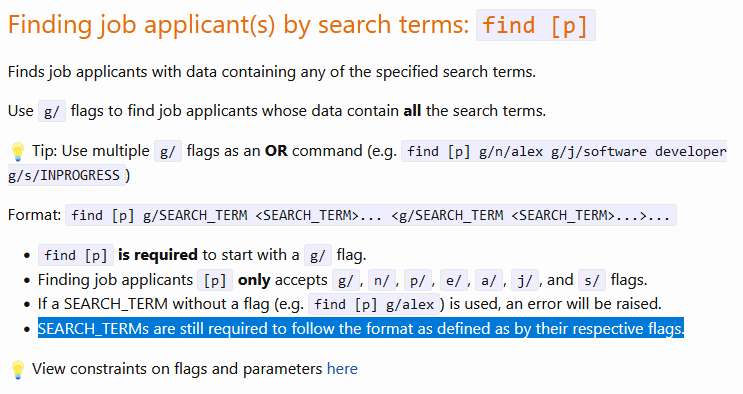 Finding job applicant(s) by search terms: find [p]
Finds job applicants with data containing any of the specified search terms.
Use g/ flags to find job applicants whose data contain all the search terms.
Tip: Use multiple g/ flags as an OR command (e.g. find [p] g/n/alex g/j/software developer
g/s/INPROGRESS )
Format: find [p] g/SEARCH_TERM <SEARCH_TERM>... <g/SEARCH_TERM <SEARCH_TERM>...>...
• find [p] is required to start with a g/ flag.
• Finding job applicants [p] only accepts g/ , n/ , p/ , e/ , a/ , j/ , and s/ flags.
• If a SEARCH_TERM without a flag (e.g. find [p] g/alex ) is used, an error will be raised.
• SEARCH_TERMs are still required to follow the format as defined as by their respective flags.
View constraints on flags and parameters here